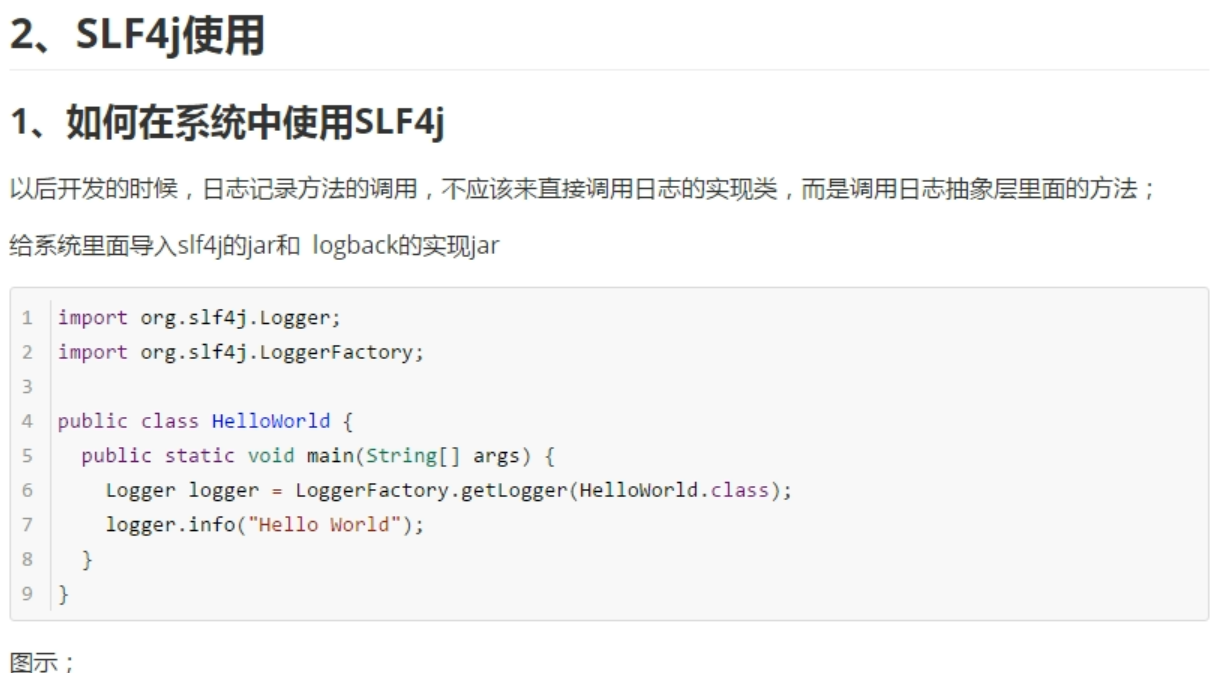 2、SLF4j使用
1、如何在系统中使用SLF4j
以后开发的时候，日志记录方法的调用，不应该来直接调用日志的实现类，而是调用日志抽象层里面的方法；
给系统里面导入slf4j的jar和 logback的实现jar
1 import org.slf4j.Logger;
2 import org.slf4j.LoggerFactory;
3
4 public class HelloWorld {
5   public static void main(String[] args) {
6     Logger logger = LoggerFactory.getLogger(HelloWorld.class);
7     logger.info("Hello World");
8   }
9 }
图示；